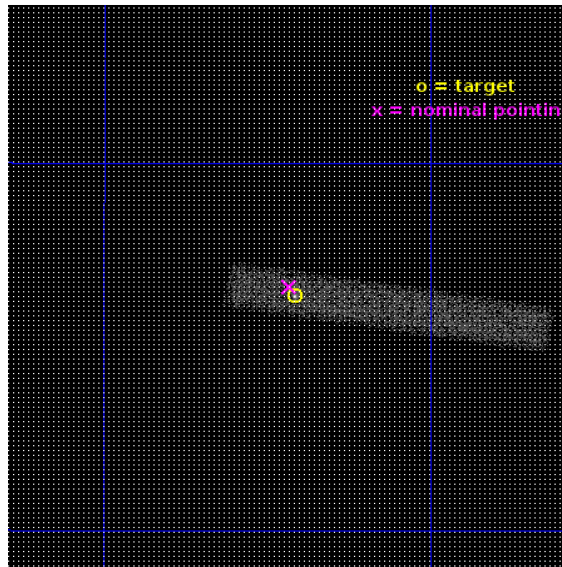 o = target
x = nominal pointin